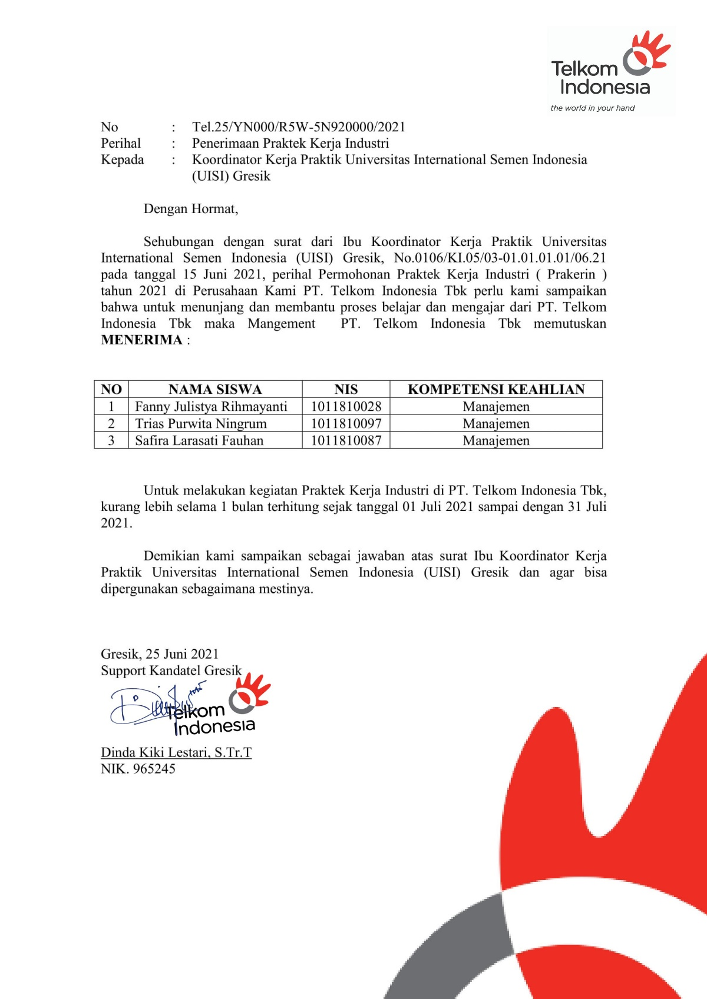 Telkom
Indonesia
the world in your hand
No : Tel.25/YN000/R5W-5N920000/2021
Perihal : Penerimaan Praktek Kerja Industri
Kepada : Koordinator Kerja Praktik Universitas International Semen Indonesia
(UISI) Gresik
Dengan Hormat,
Sehubungan dengan surat dari Ibu Koordinator Kerja Praktik Universitas
International Semen Indonesia (UISI) Gresik, No.0106/KI.05/03-01.01.01.01/06.21
pada tanggal 15 Juni 2021, perihal Permohonan Praktek Kerja Industri ( Prakerin )
tahun 2021 di Perusahaan Kami PT. Telkom Indonesia Tbk perlu kami sampaikan
bahwa untuk menunjang dan membantu proses belajar dan mengajar dari PT. Telkom
Indonesia Tbk maka Mangement PT. Telkom Indonesia Tbk memutuskan
MENERIMA :
NO NAMA SISWA NIS KOMPETENSI KEAHLIAN
1 Fanny Julistya Rihmayanti 1011810028 Manajemen
2 Trias Purwita Ningrum 1011810097 Manajemen
3 Safira Larasati Fauhan 1011810087 Manajemen
Untuk melakukan kegiatan Praktek Kerja Industri di PT. Telkom Indonesia Tbk,
kurang lebih selama 1 bulan terhitung sejak tanggal 01 Juli 2021 sampai dengan 31 Juli
2021.
Demikian kami sampaikan sebagai jawaban atas surat Ibu Koordinator Kerja
Praktik Universitas International Semen Indonesia (UISI) Gresik dan agar bisa
dipergunakan sebagaimana mestinya.
Gresik, 25 Juni 2021
Support Kandatel Gresik
Telkom
Indonesia
Dinda Kiki Lestari, S.Tr.T
NIK. 965245